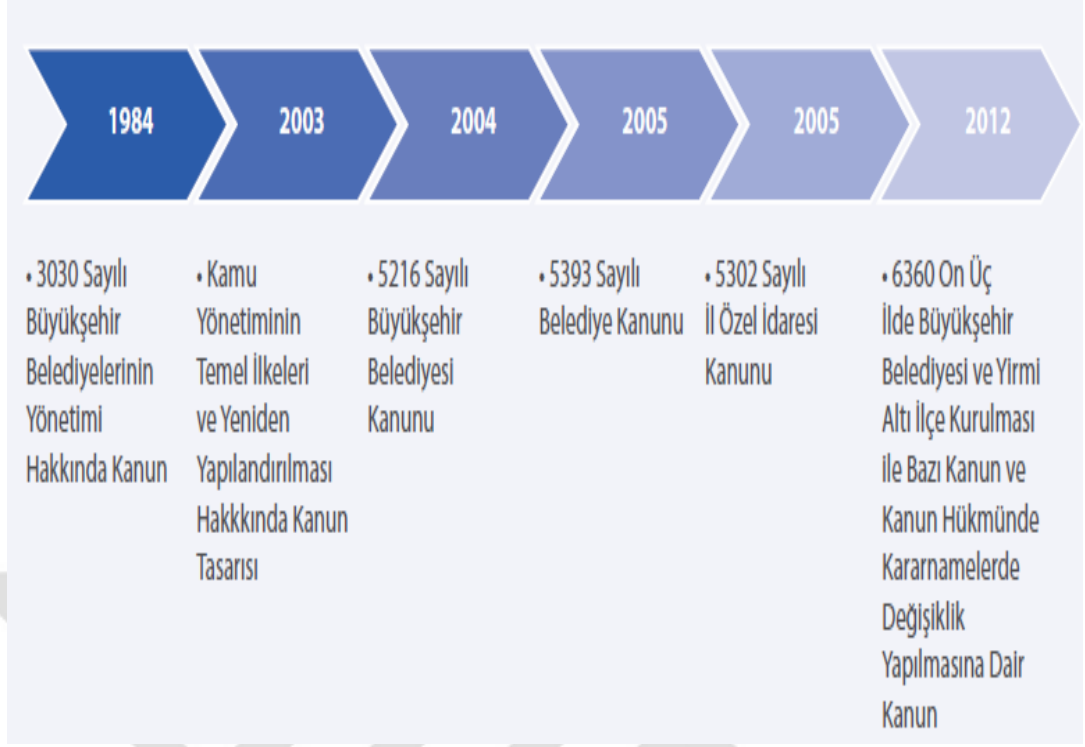 1984
2003
2004
2005
2005
2012
• 3030 Sayılı
Büyükşehir
Belediyelerinin
Yönetimi
Hakkında Kanun
• Kamu
Yönetiminin
Temel İlkeleri
ve Yeniden
Yapılandırılması
Hakkkında Kanun
Tasarısı
• 5216 Sayılı
Büyükşehir
Belediyesi
Kanunu
• 5393 Sayılı
Belediye Kanunu
• 5302 Sayılı
İl Özel İdaresi
Kanunu
• 6360 On Üç
İlde Büyükşehir
Belediyesi ve Yirmi
Altı İlçe Kurulması
ile Bazı Kanun ve
Kanun Hükmünde
Kararnamelerde
Değişiklik
Yapılmasına Dair
Kanun